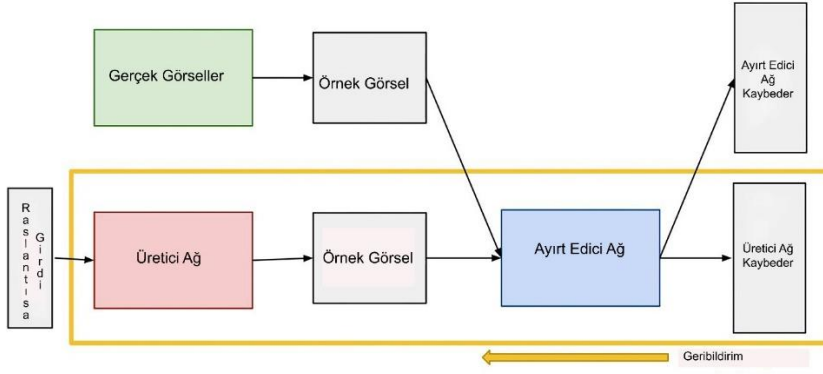 Gerçek Görseller
Örnek Görsel
Ayırt Edici
Ağ
Kaybeder
Raslantısa
Girdi
Üretici Ağ
Örnek Görsel
Ayırt Edici Ağ
Üretici Ağ
Kaybeder
Geribildirim